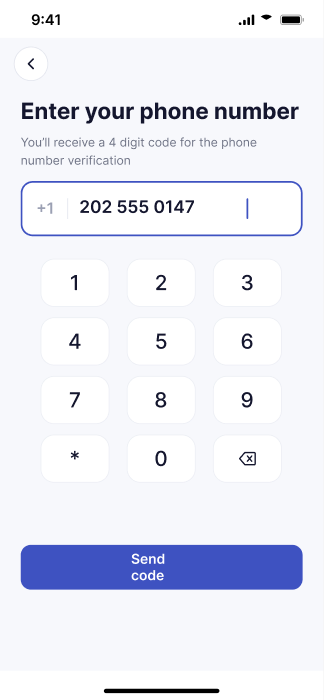 9:41
Enter your phone number
You'll receive a 4 digit code for the phone
number verification
+1 202 555 0147
1 2 3
4 5 6
7 8 9
* 0
Send
code